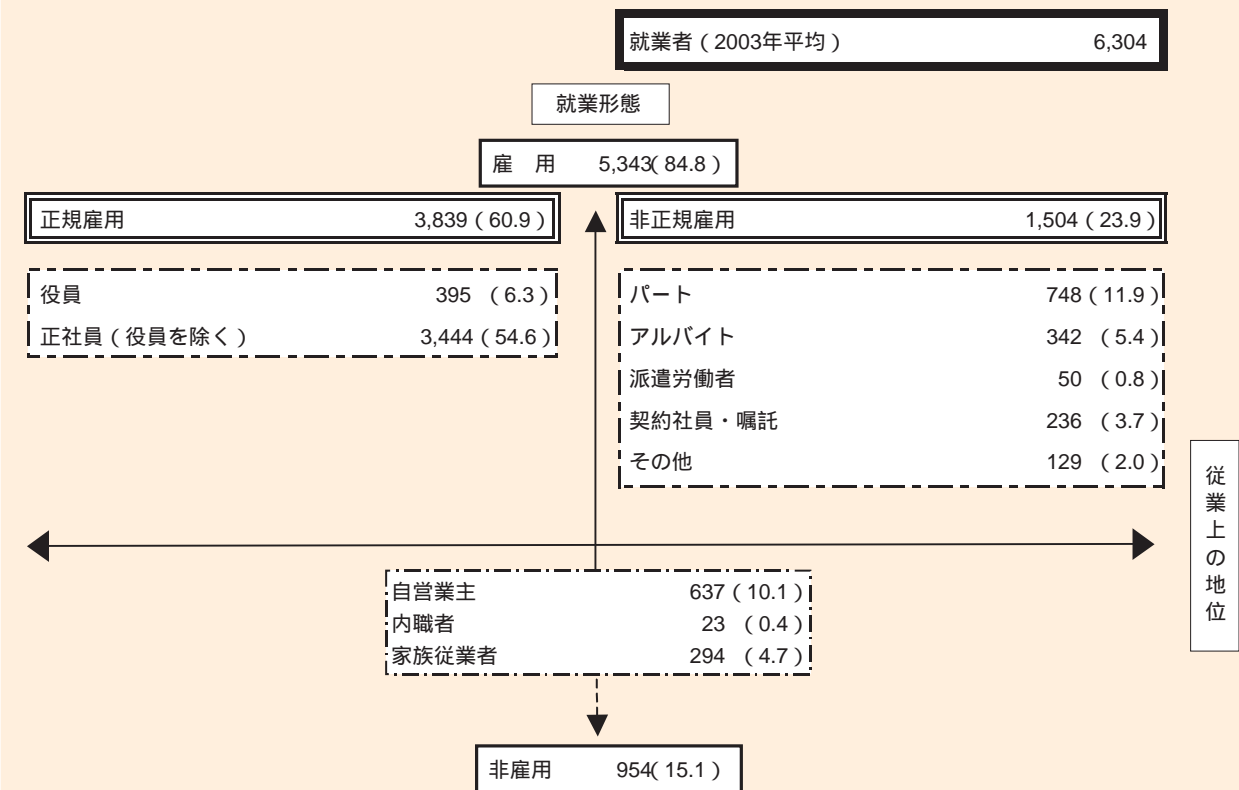 就業者（2003年平均） 6,304
就業形態
雇 用 5,343( 84.8 )
正規雇用 3,839 ( 60.9 )
非正規雇用 1,504 ( 23.9 )
役員 395 ( 6.3 )
正社員（役員を除く） 3,444 ( 54.6 )
パート 748 ( 11.9 )
アルバイト 342 ( 5.4 )
派遣労働者 50 ( 0.8 )
契約社員・嘱託 236 ( 3.7 )
その他 129 ( 2.0 )
従業上の地位
自営業主 637 ( 10.1 )
内職者 23 ( 0.4 )
家族従業者 294 ( 4.7 )
非雇用 954( 15.1 )